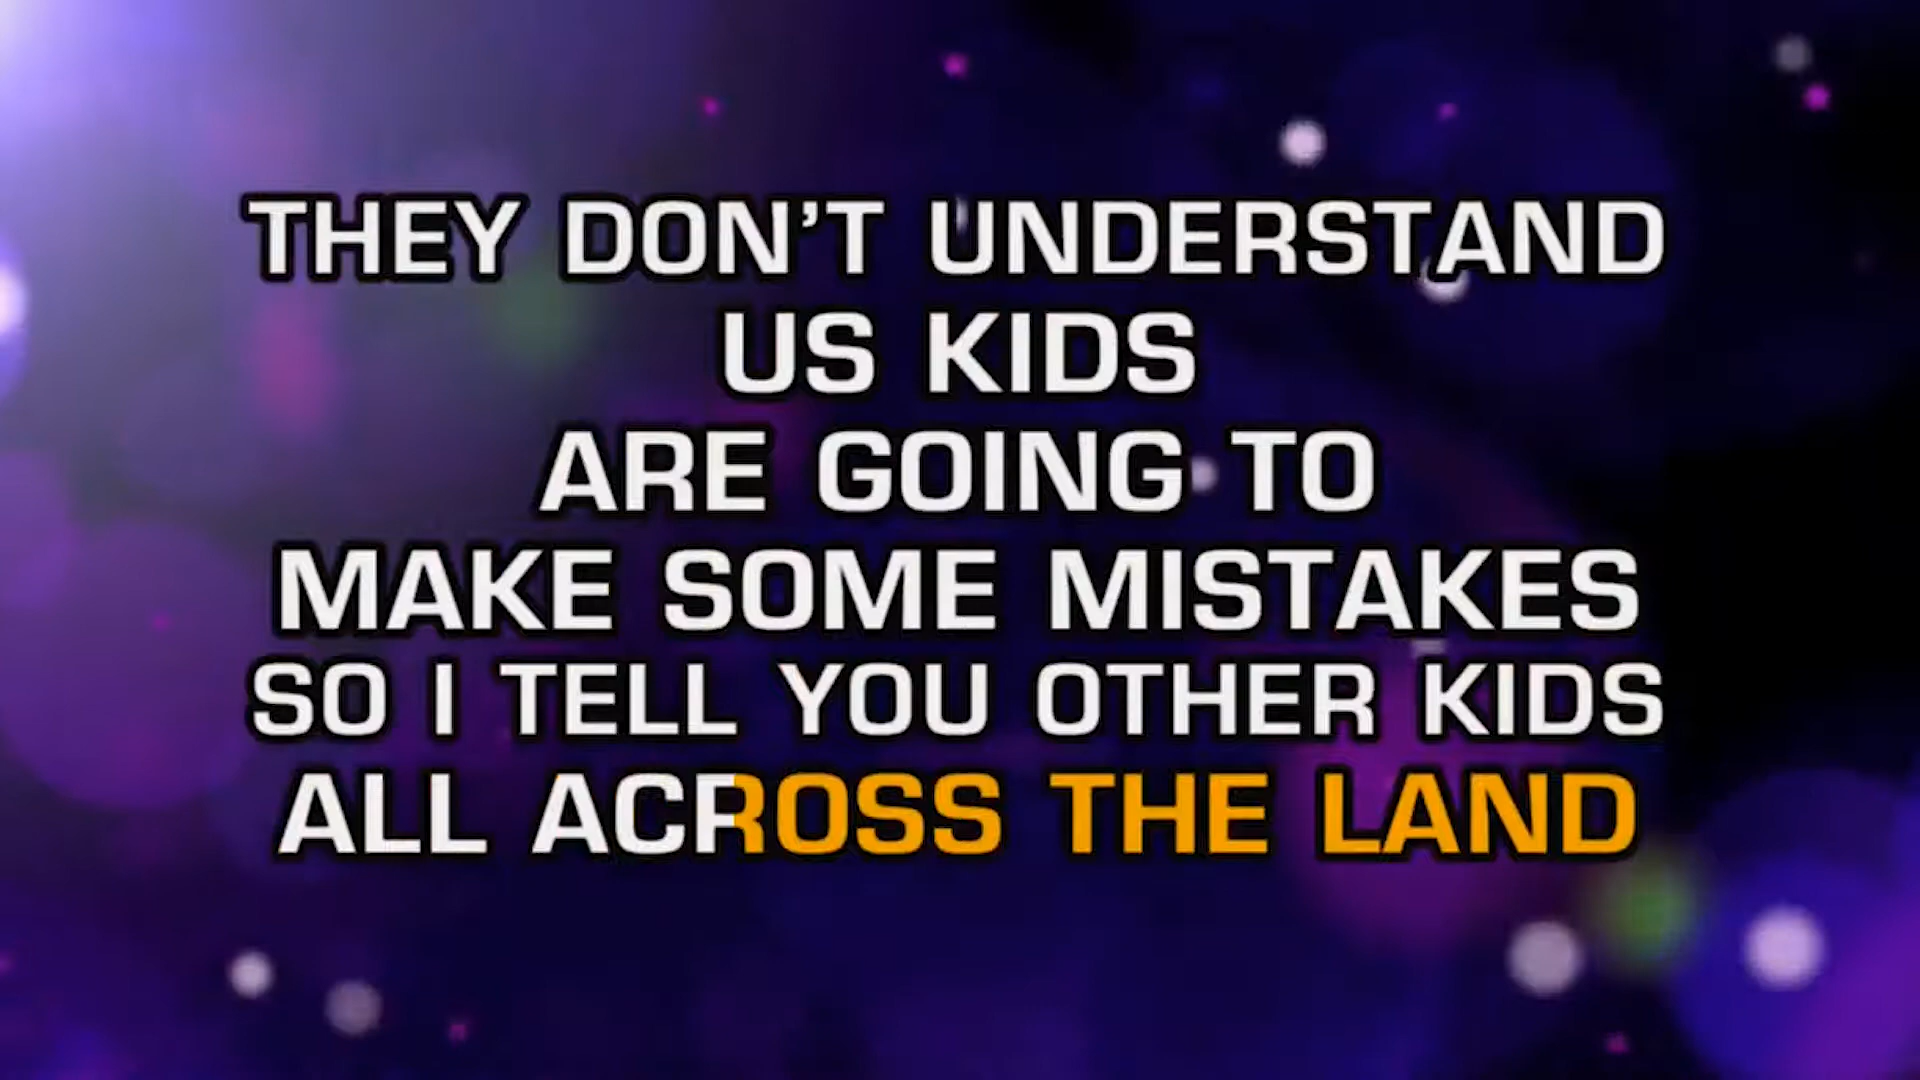 THEY DON’T UNDERSTAND
US KIDS
ARE GOING TO
MAKE SOME MISTAKES
SO I TELL YOU OTHER KIDS
ALL ACROSS THE LAND